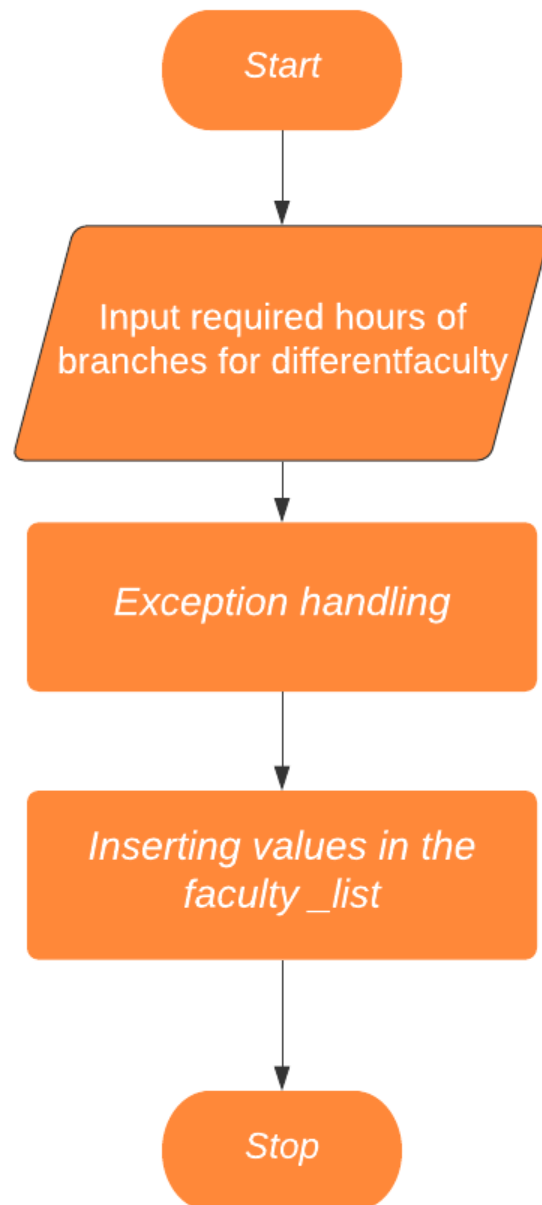 Start
Input required hours of
branches for differentfaculty
Exception handling
Inserting values in the
faculty _list
Stop